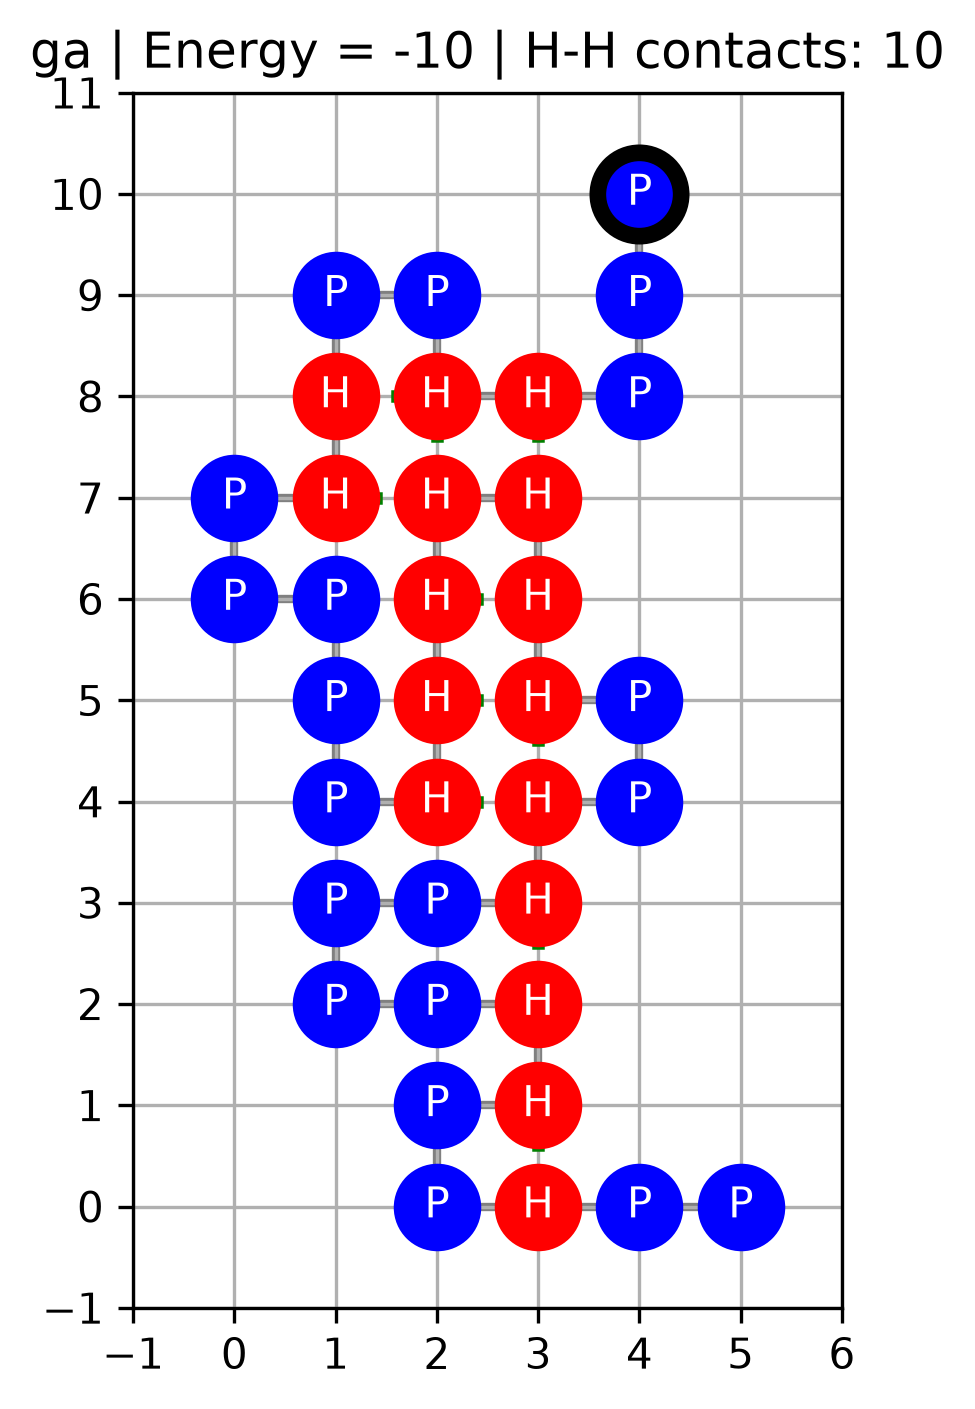 ga | Energy = -10 | H-H contacts: 10
11
10 P
9 P P P
8 H H H P
7 P H H H
6 P P H H
5 P H H P
4 P H H P
3 P P H
2 P P H
1 P H
0 P H P P
−1
−1 0 1 2 3 4 5 6